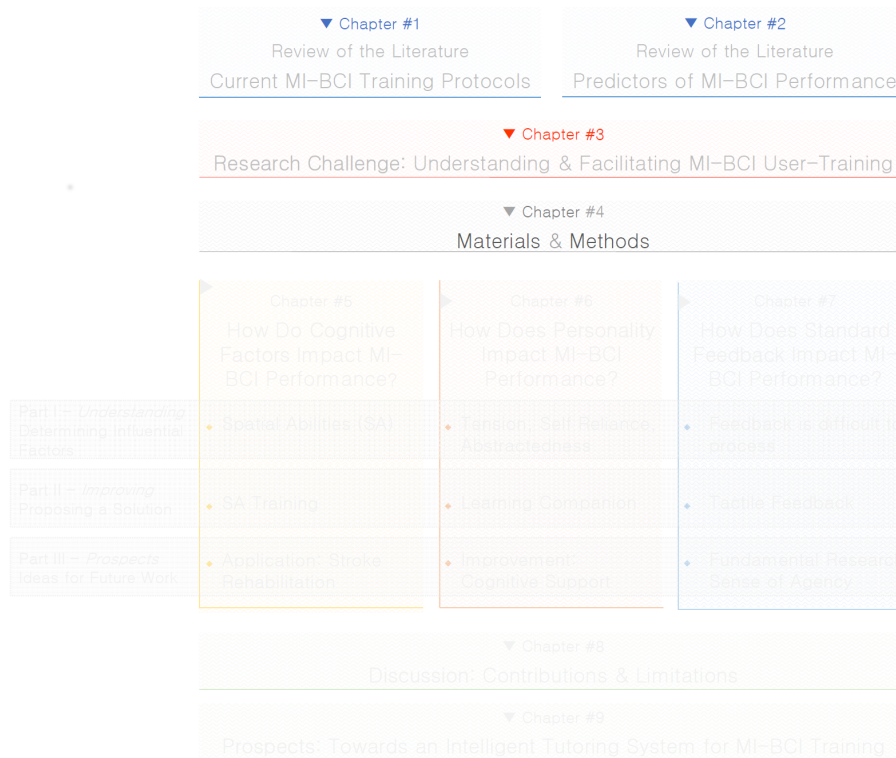 ▼ Chapter #1
Review of the Literature
Current MI-BCI Training Protocols
▼ Chapter #2
Review of the Literature
Predictors of MI-BCI Performance
▼ Chapter #3
Research Challenge: Understanding & Facilitating MI-BCI User-Training
▼ Chapter #4
Materials & Methods
Chapter #5
How Do Cognitive
Factors Impact MI-
BCI Performance?
Chapter #6
How Does Personality
Impact MI-BCI
Performance?
Chapter #7
How Does Standard
Feedback Impact MI-
BCI Performance?
Part I - Understanding
Determining Influential
Factors
Spatial Abilities (SA)
Tension, Self-Reliance,
Abstractedness
Feedback is difficult to
process
Part II - Improving
Proposing a Solution
SA Training
Learning Companion
Tactile Feedback
Part III - Prospects
Ideas for Future Work
Application: Stroke
Rehabilitation
Improvement:
Cognitive Support
Fundamental Research
Sense of Agency
▼ Chapter #8
Discussion: Contributions & Limitations
▼ Chapter #9
Prospects: Towards an Intelligent Tutoring System for MI-BCI Training